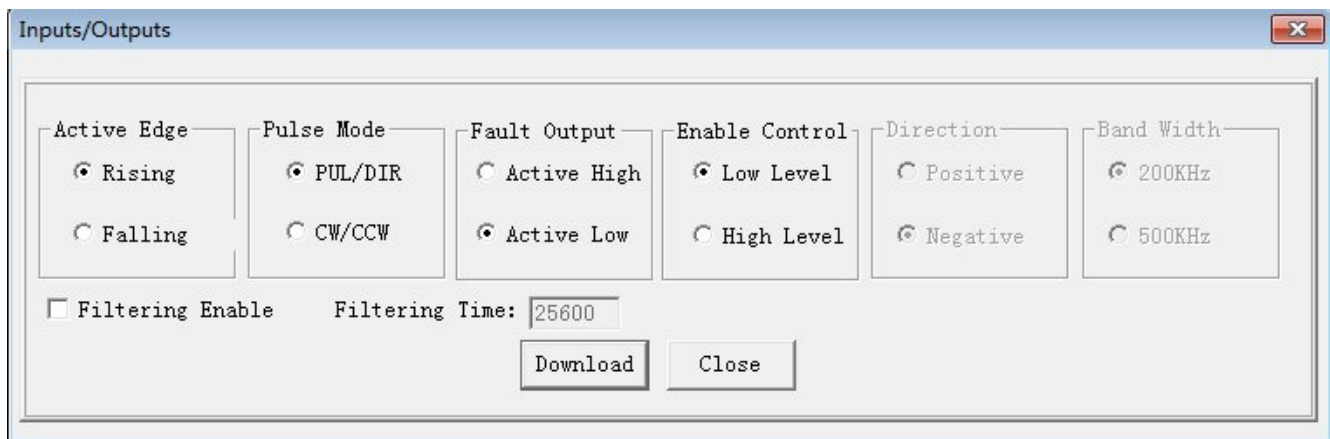 Inputs/Outputs
Active Edge Pulse Mode Fault Output Enable Control Direction Band Width
Rising PUL/DIR Active High Low Level Positive 200KHz
Falling CW/CCW Active Low High Level Negative 500KHz
Filtering Enable Filtering Time: 25600
Download Close